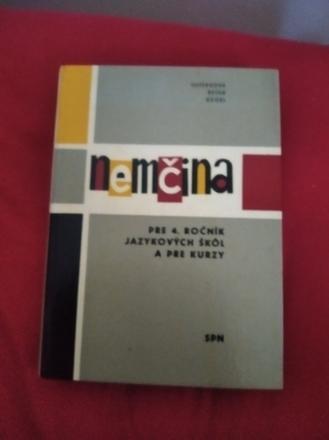 nemčina
PRE 4. ROČNÍK
JAZYKOVÝCH ŠKÔL
A PRE KURZY
SPN